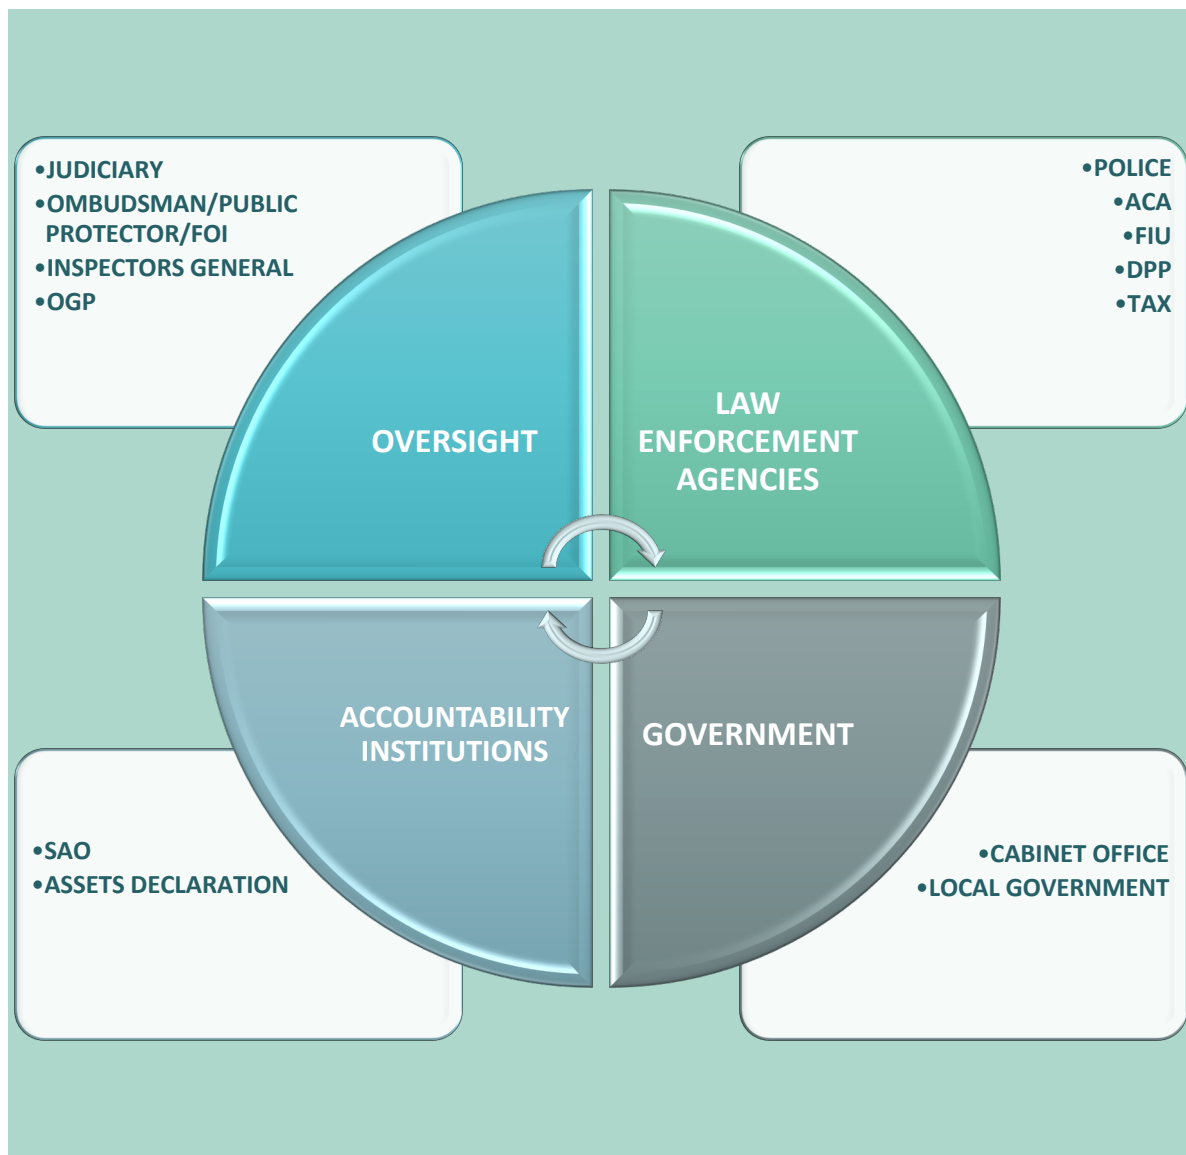 •JUDICIARY
•OMBUDSMAN/PUBLIC
PROTECTOR/FOI
•INSPECTORS GENERAL
•OGP
•POLICE
•ACA
•FIU
•DPP
•TAX
OVERSIGHT
LAW
ENFORCEMENT
AGENCIES
ACCOUNTABILITY
INSTITUTIONS
GOVERNMENT
•SAO
•ASSETS DECLARATION
•CABINET OFFICE
•LOCAL GOVERNMENT